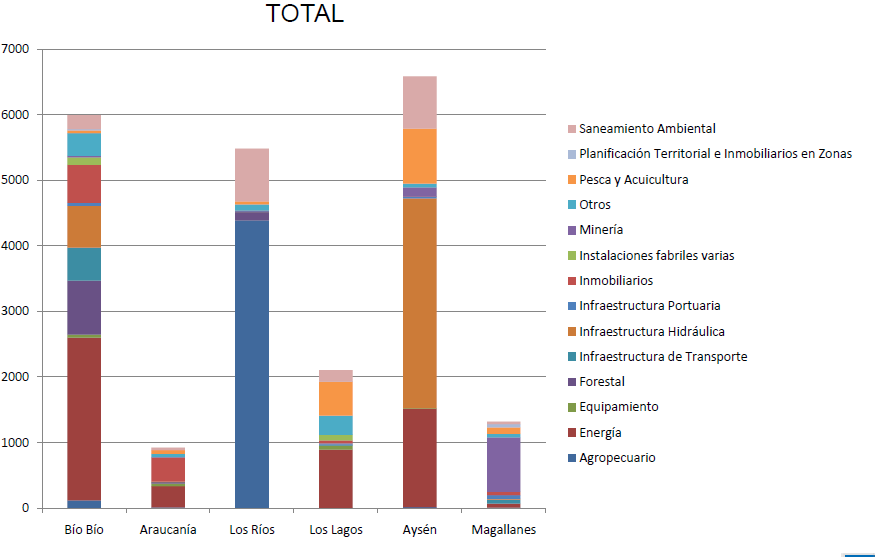 TOTAL
7000
6000
5000
4000
3000
2000
1000
0
Bío Bío
Araucanía
Los Ríos
Los Lagos
Aysén
Magallanes
Saneamiento Ambiental
Planificación Territorial e Inmobiliarios en Zonas
Pesca y Acuicultura
Otros
Minería
Instalaciones fabriles varias
Inmobiliarios
Infraestructura Portuaria
Infraestructura Hidráulica
Infraestructura de Transporte
Forestal
Equipamiento
Energía
Agropecuario